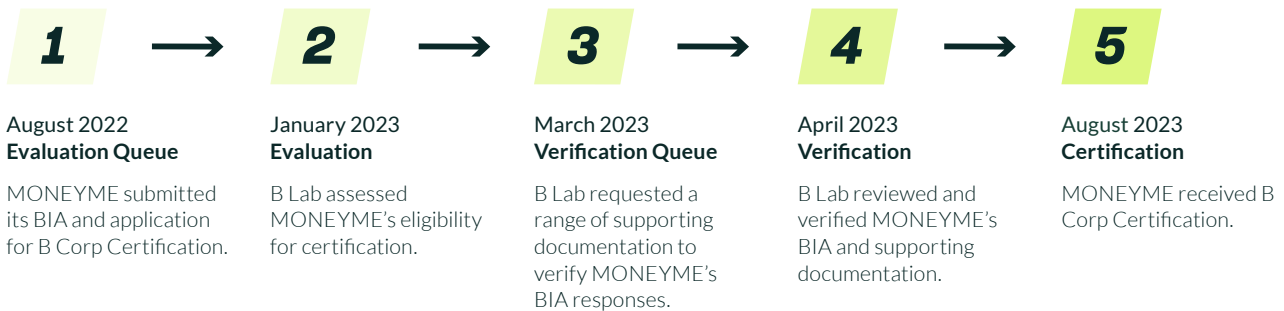 1
August 2022
Evaluation Queue
MONEYME submitted
its BIA and application
for B Corp Certification.
2
January 2023
Evaluation
B Lab assessed
MONEYME’s eligibility
for certification.
3
March 2023
Verification Queue
B Lab requested a
range of supporting
documentation to
verify MONEYME’s
BIA responses.
4
April 2023
Verification
B Lab reviewed and
verified MONEYME’s
BIA and supporting
documentation.
5
August 2023
Certification
MONEYME received B
Corp Certification.